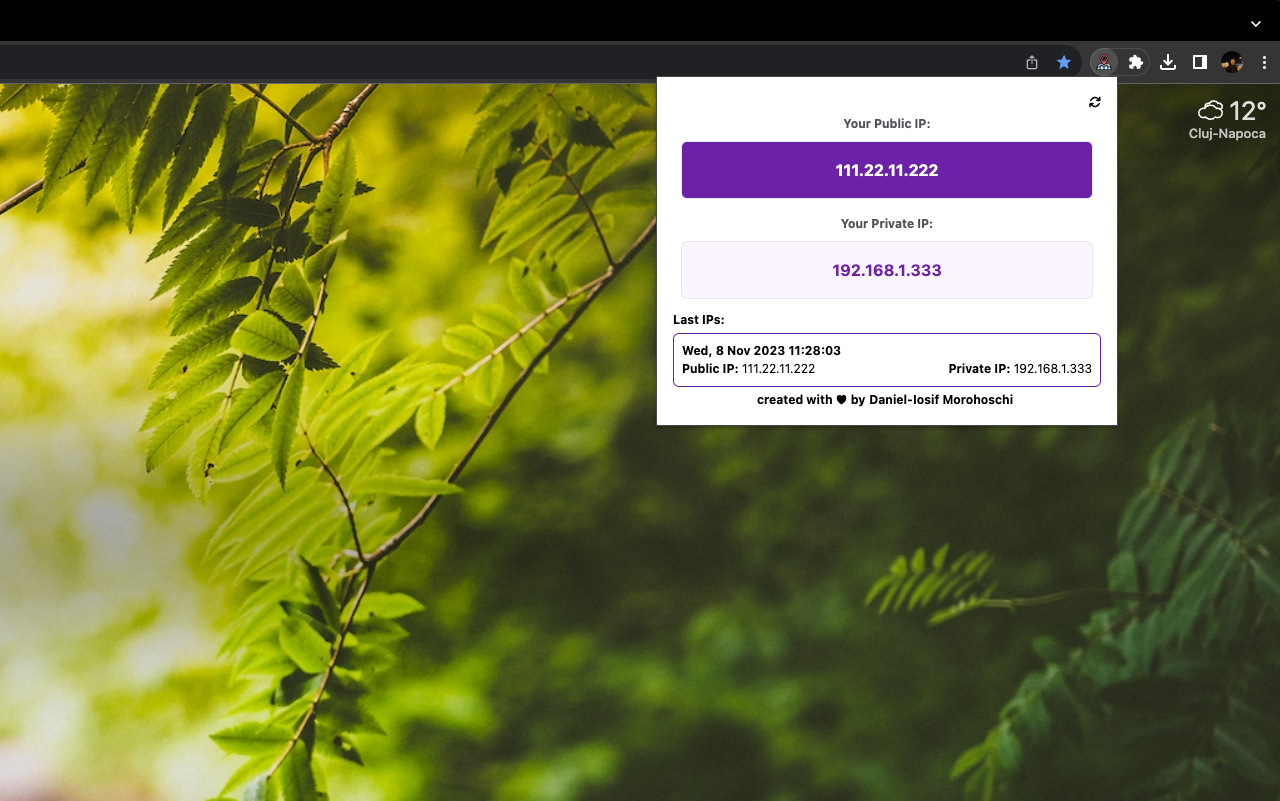 12°
Cluj-Napoca
Your Public IP:
111.22.11.222
Your Private IP:
192.168.1.333
Last IPs:
Wed, 8 Nov 2023 11:28:03
Public IP: 111.22.11.222 Private IP: 192.168.1.333
created with ♥ by Daniel-Iosif Morohoschi